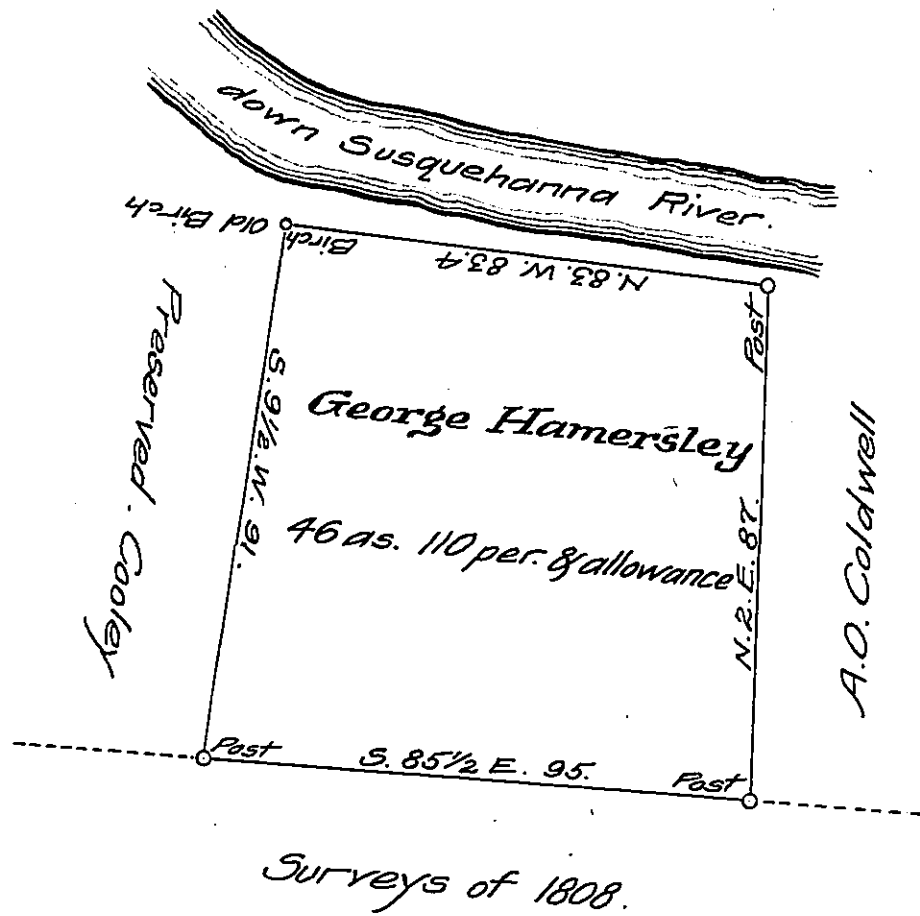 down Susquehanna River.
Old Birch
Birch
N. 83. W. 83.4
Post
Preserved. Cooley
S. 9½. W. 91.
George Hamersley
46 as. 110 per. & allowance
N. 2. E. 87.
A.O. Coldwell
Post
S. 85½ E. 95.
Post
Surveys of 1808.